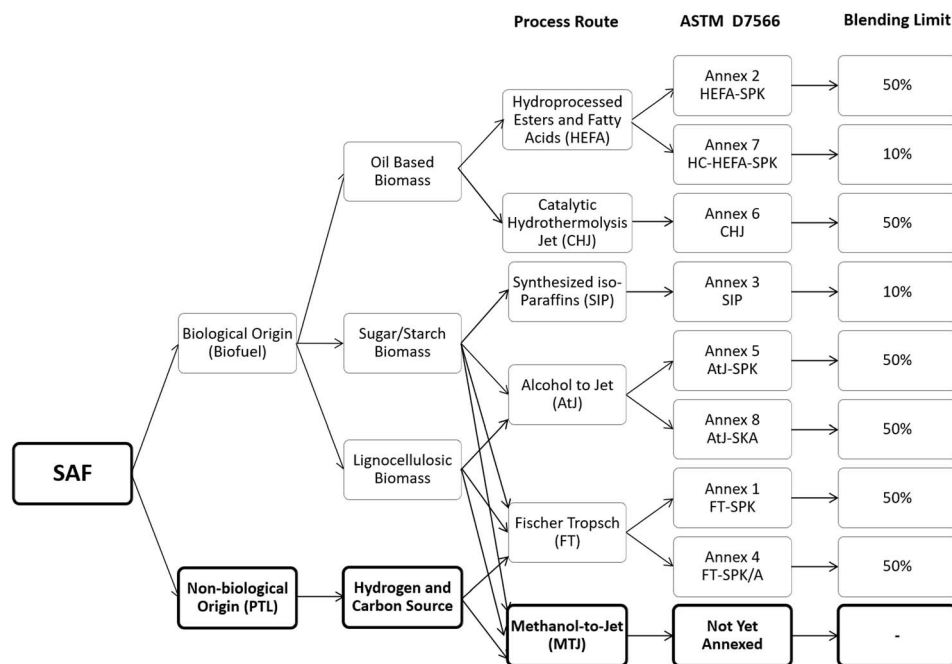 Process Route
ASTM D7566
Blending Limit
Annex 2
HEFA-SPK
50%
Hydroprocessed
Esters and Fatty
Acids (HEFA)
Annex 7
HC-HEFA-SPK
10%
Oil Based
Biomass
Catalytic
Hydrothermolysis
Jet (CHJ)
Annex 6
CHJ
50%
Synthesized iso-
Paraffins (SIP)
Annex 3
SIP
10%
Biological Origin
(Biofuel)
Sugar/Starch
Biomass
Annex 5
AtJ-SPK
50%
Alcohol to Jet
(AtJ)
Annex 8
AtJ-SKA
50%
SAF
Lignocellulosic
Biomass
Annex 1
FT-SPK
50%
Fischer Tropsch
(FT)
Annex 4
FT-SPK/A
50%
Non-biological
Origin (PTL)
Hydrogen and
Carbon Source
Methanol-to-Jet
(MTJ)
Not Yet
Annexed
-